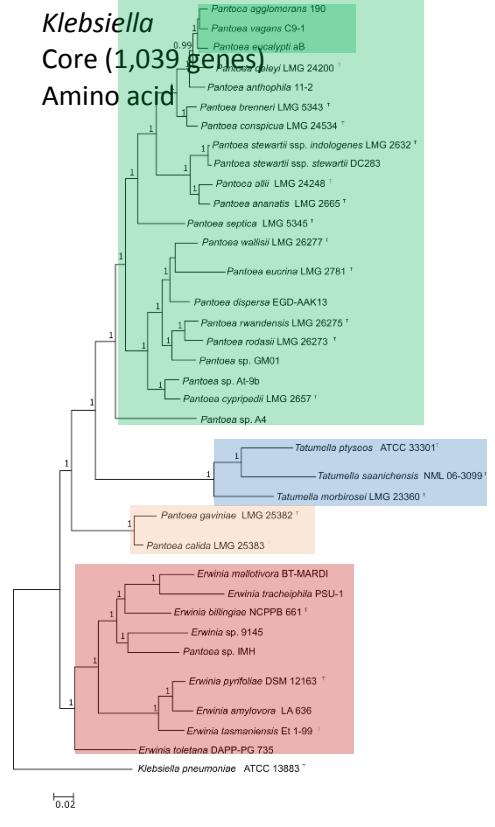 Klebsiella
Core (1,039 genes)
Amino acid
Pantoea agglomerans 190
Pantoea vagans C9-1
Pantoea eucalypti aB
0.99
Pantoea deleyi LMG 24200 T
Pantoea anthophila 11-2
1
Pantoea brenneri LMG 5343 T
Pantoea conspicua LMG 24534 T
Pantoea stewartii ssp. indologenes LMG 2632 T
1
Pantoea stewartii ssp. stewartii DC283
1
Pantoea allii LMG 24248 T
Pantoea ananatis LMG 2665 T
Pantoea septica LMG 5345 T
Pantoea wallisii LMG 26277 T
Pantoea eucrina LMG 2781 T
Pantoea dispersa EGD-AAK13
Pantoea rwandensis LMG 26275 T
Pantoea rodasii LMG 26273 T
Pantoea sp. GM01
Pantoea sp. At-9b
Pantoea cypripedii LMG 2657 T
Pantoea sp. A4
Tatumella ptyseos ATCC 33301 T
Tatumella saanichensis NML 06-3099 T
Tatumella morbirosei LMG 23360 T
Pantoea gaviniae LMG 25382 T
Pantoea calida LMG 25383 T
Erwinia mallotivora BT-MARDI
Erwinia tracheiphila PSU-1
Erwinia billingiae NCPPB 661 T
Erwinia sp. 9145
Pantoea sp. IMH
Erwinia pyrifoliae DSM 12163 T
Erwinia amylovora LA 636
Erwinia tasmaniensis Et 1-99 T
Erwinia toletana DAPP-PG 735
Klebsiella pneumoniae ATCC 13883 T
0.02